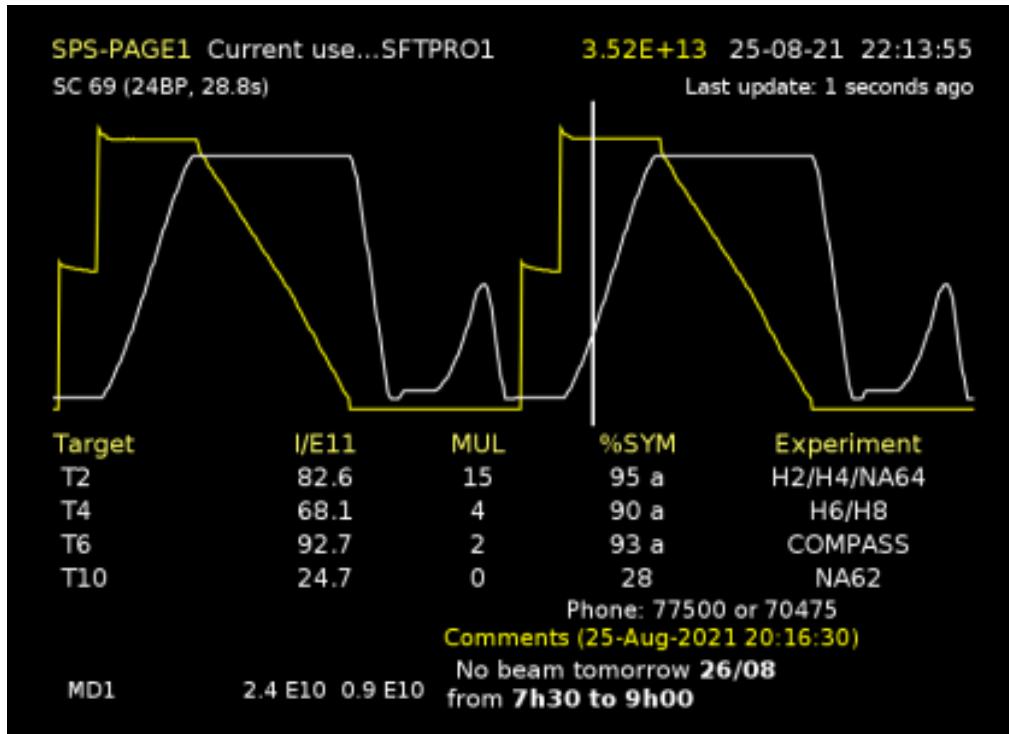 SPS-PAGE1 Current use...SFTPRO1 3.52E+13 25-08-21 22:13:55
SC 69 (24BP, 28.8s) Last update: 1 seconds ago
Target I/E11 MUL %SYM Experiment
T2 82.6 15 95 a H2/H4/NA64
T4 68.1 4 90 a H6/H8
T6 92.7 2 93 a COMPASS
T10 24.7 0 28 NA62
Phone: 77500 or 70475
Comments (25-Aug-2021 20:16:30)
No beam tomorrow 26/08
MD1 2.4 E10 0.9 E10 from 7h30 to 9h00